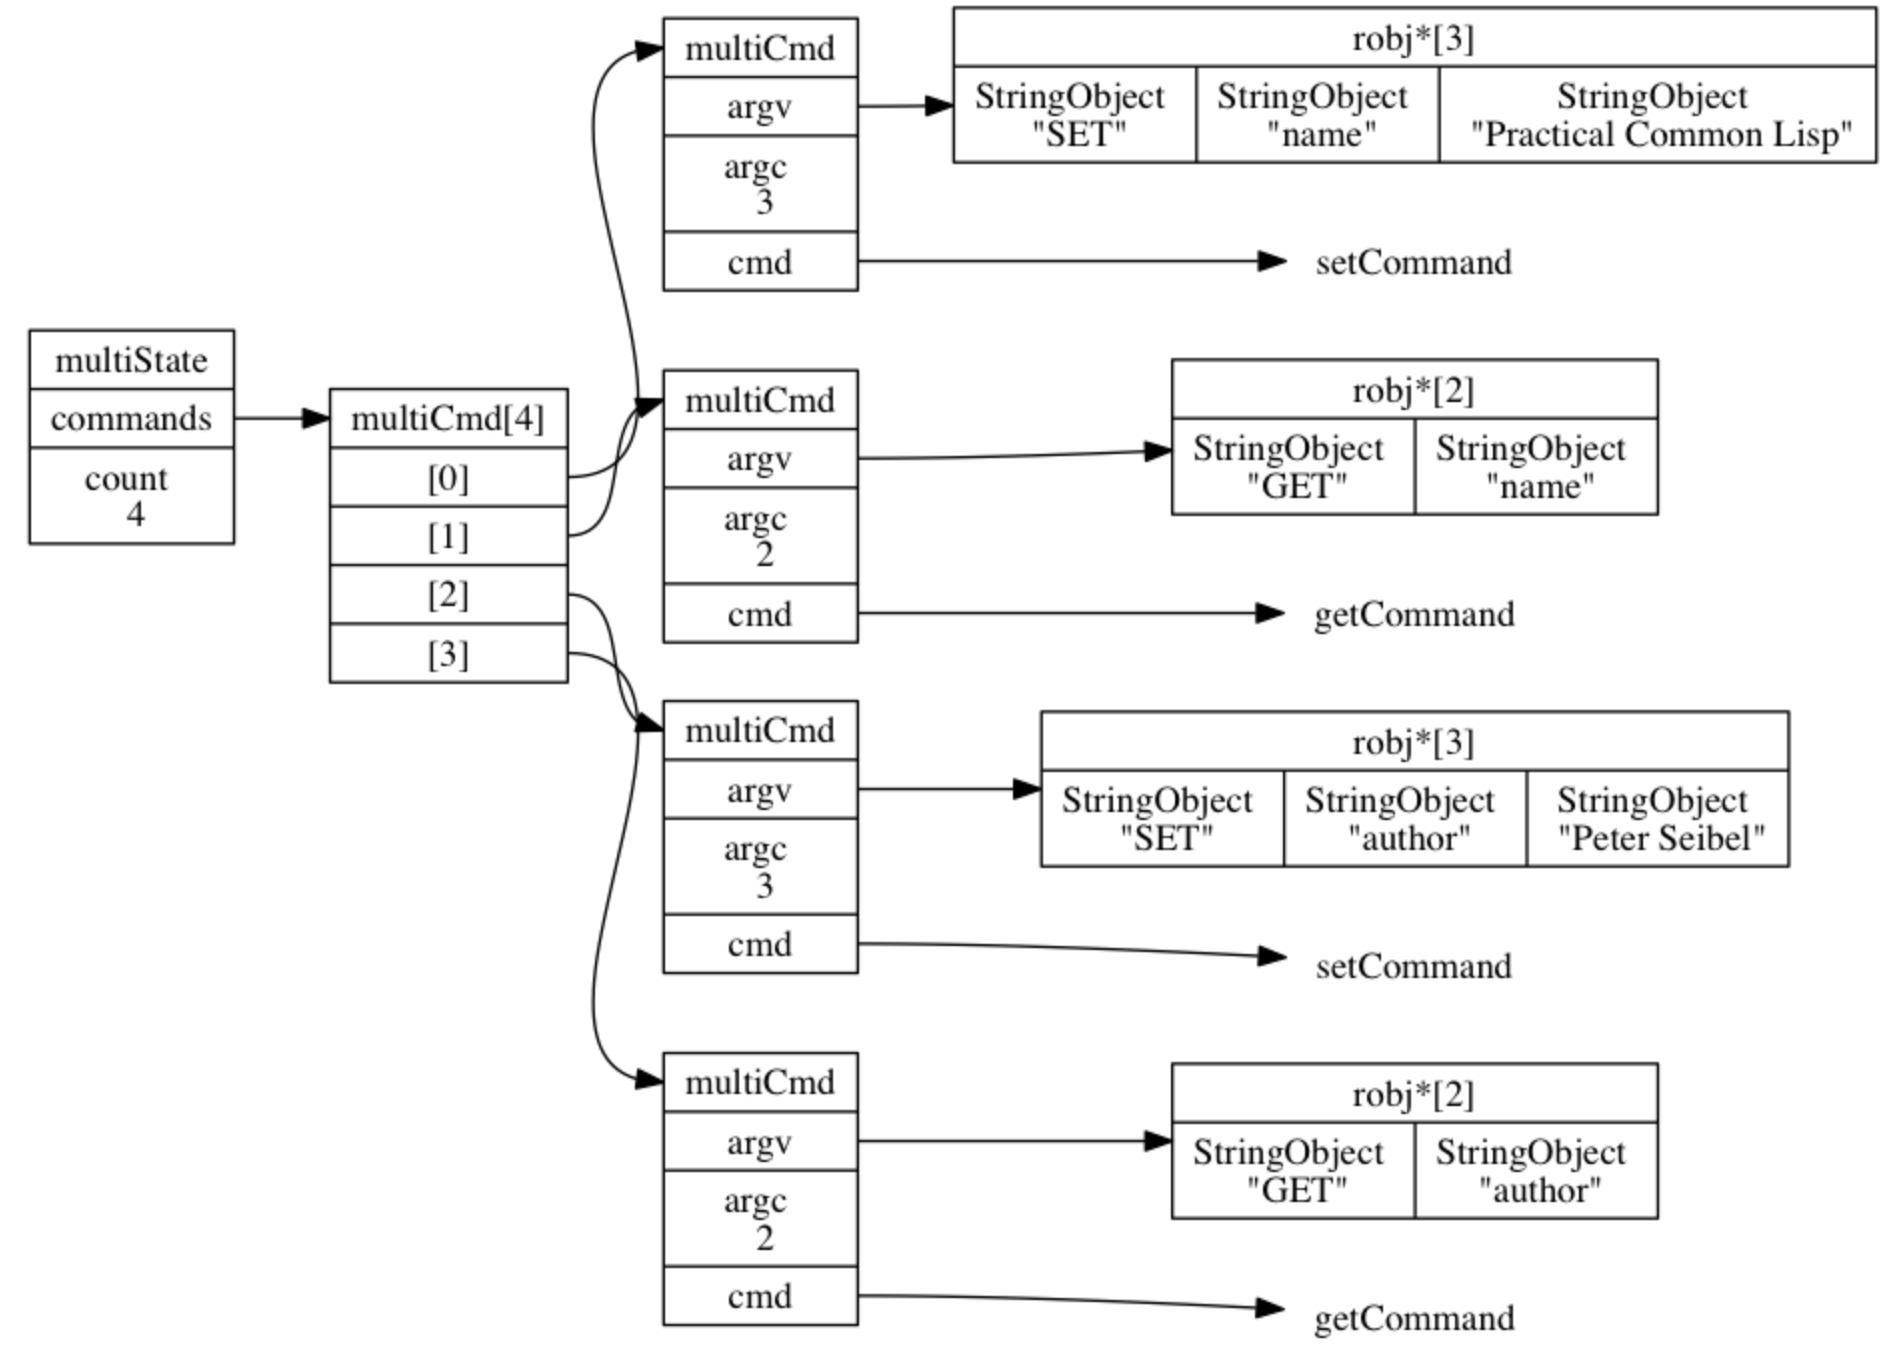 multiState
commands
count
4
multiCmd[4]
[0]
[1]
[2]
[3]
multiCmd
argv
argc
3
cmd
robj*[3]
StringObject
"SET"
StringObject
"name"
StringObject
"Practical Common Lisp"
setCommand
multiCmd
argv
argc
2
cmd
robj*[2]
StringObject
"GET"
StringObject
"name"
getCommand
multiCmd
argv
argc
3
cmd
robj*[3]
StringObject
"SET"
StringObject
"author"
StringObject
"Peter Seibel"
setCommand
multiCmd
argv
argc
2
cmd
robj*[2]
StringObject
"GET"
StringObject
"author"
getCommand